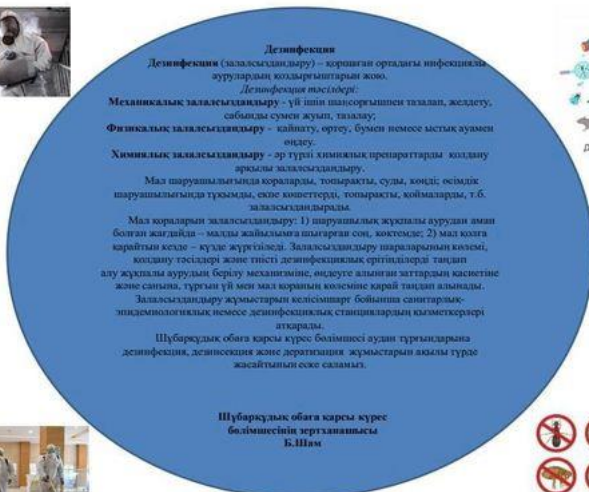 Дезинфекция
Дезинфекция (залалсыздандыру) – қоршаған ортадағы инфекциялы
аурулардың қоздырғыштарын жою.
Дезинфекция тәсілдері:
Механикалық залалсыздандыру - үй ішін шаңсорғышпен тазалап, желдету,
сабынды сумен жуып, тазалау;
Физикалық залалсыздандыру - қайнату, өртеу, бумен немесе ыстық ауамен
өңдеу.
Химиялық залалсыздандыру - әр түрлі химиялық препараттарды қолдану
арқылы залалсыздандыру.
Мал шаруашылығында қораларды, топырақты, суды, көңді; өсімдік
шаруашылығында тұқымды, екпе көшеттерді, топырақты, қоймаларды, т.б.
залалсыздандырады.
Мал қораларын залалсыздандыру: 1) шаруашылық жұқпалы аурудан аман
болған жағдайда – малды жайылымға шығарған соң, көктемде; 2) мал қолға
қарайтын кезде – күзде жүргізіледі. Залалсыздандыру шараларының көлемі,
қолдану тәсілдері және тиісті дезинфекциялық ерітінділерді таңдап
алу жұқпалы аурудың берілу механизміне, өңдеуге алынған заттардың қасиетіне
және санына, тұрғын үй мен мал қораның көлеміне қарай таңдап алынады.
Залалсыздандыру жұмыстарын келісімшарт бойынша санитарлық-
эпидемиологиялық немесе дезинфекциялық станциялардың қызметкерлері
атқарады.
Шұбарқұдық обаға қарсы күрес бөлімшесі аудан тұрғындарына
дезинфекция, дезинсекция және дератизация жұмыстарын ақылы түрде
жасайтынын еске саламыз.
Шұбарқұдық обаға қарсы күрес
бөлімшесінің зертханашысы
Б.Шам